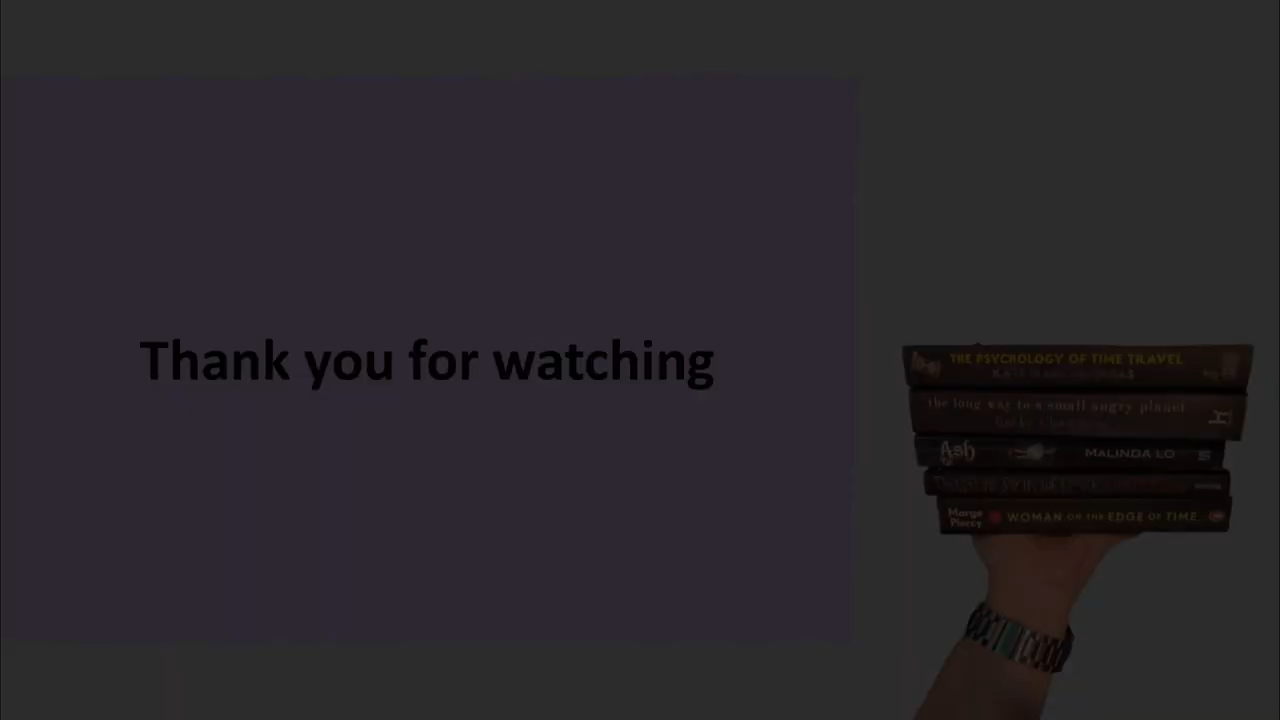 Thank you for watching
THE PSYCHOLOGY OF TIME TRAVEL
the long way to a small angry planet
Ash MALINDA LO
Marge
Piercy WOMAN ON THE EDGE OF TIME